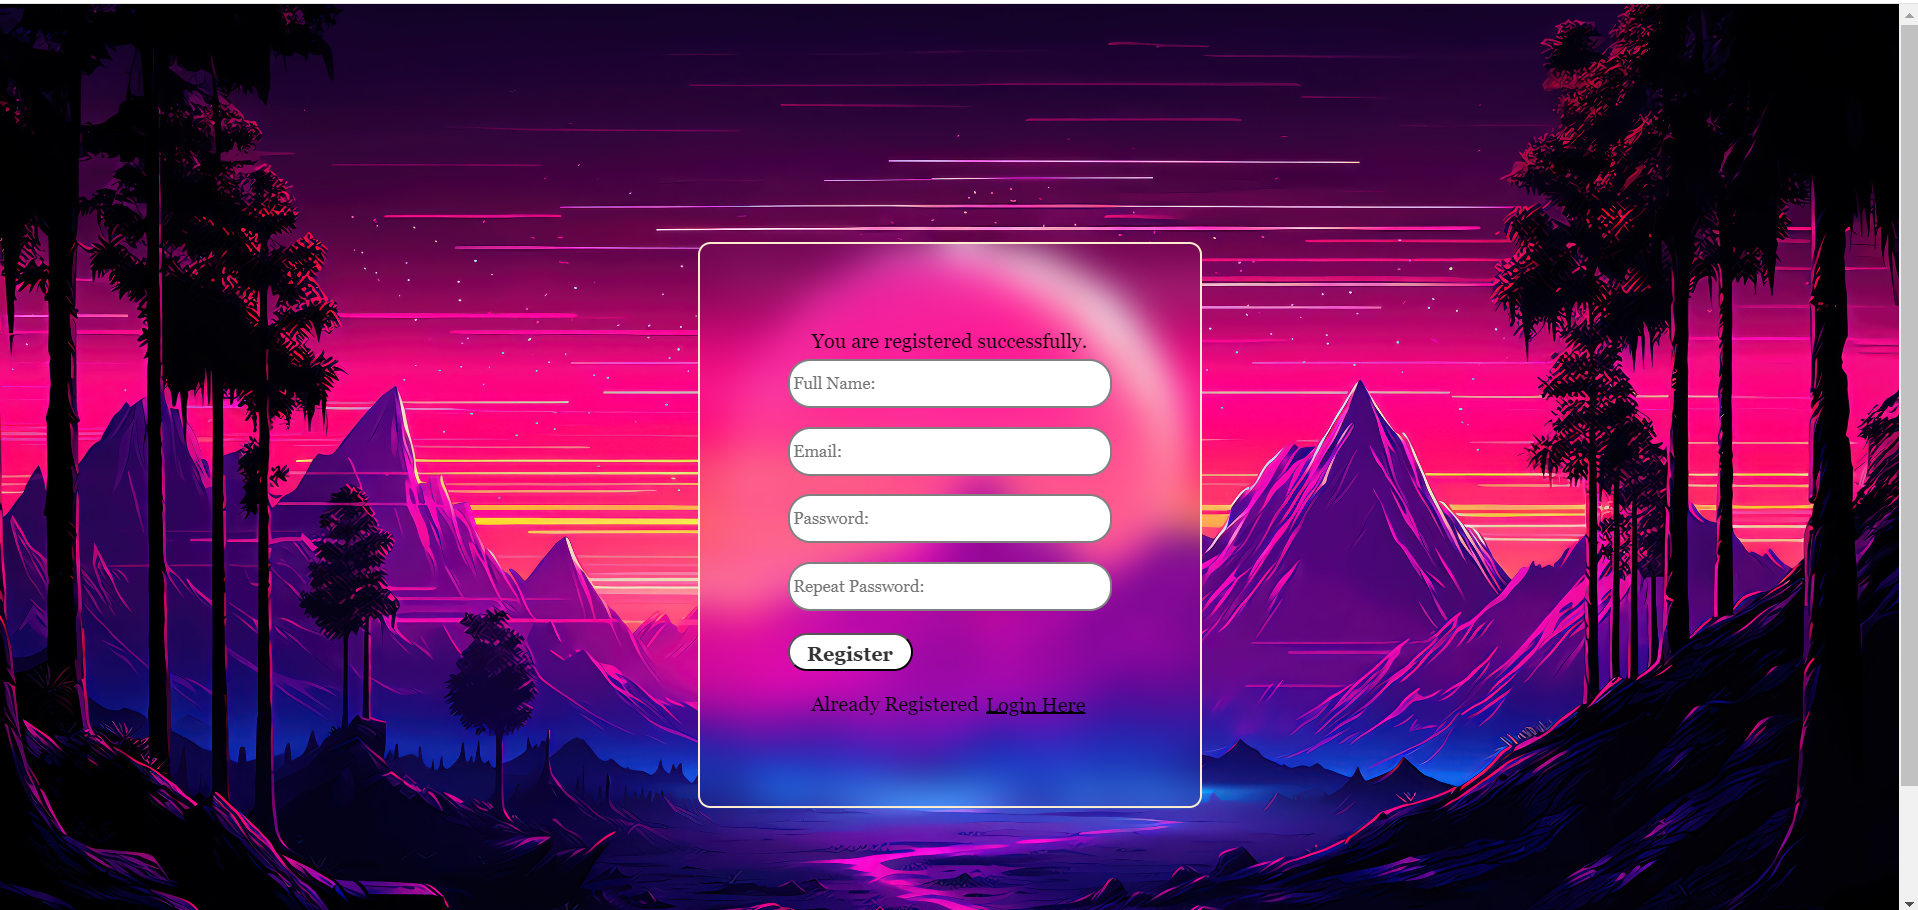 You are registered successfully.
Full Name:
Email:
Password:
Repeat Password:
Register
Already Registered Login Here